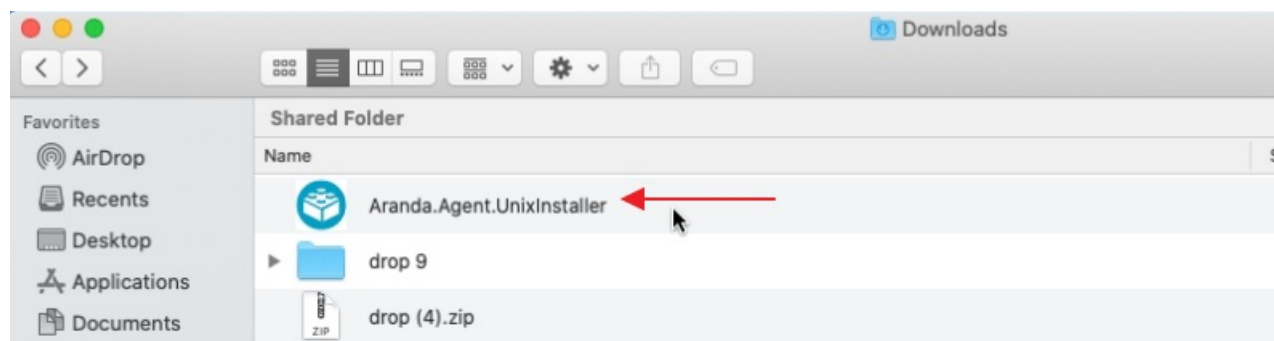 Downloads
Favorites
AirDrop
Recents
Desktop
Applications
Documents
Shared Folder
Name
S
Aranda.Agent.UnixInstaller
drop 9
ZIP
drop (4).zip